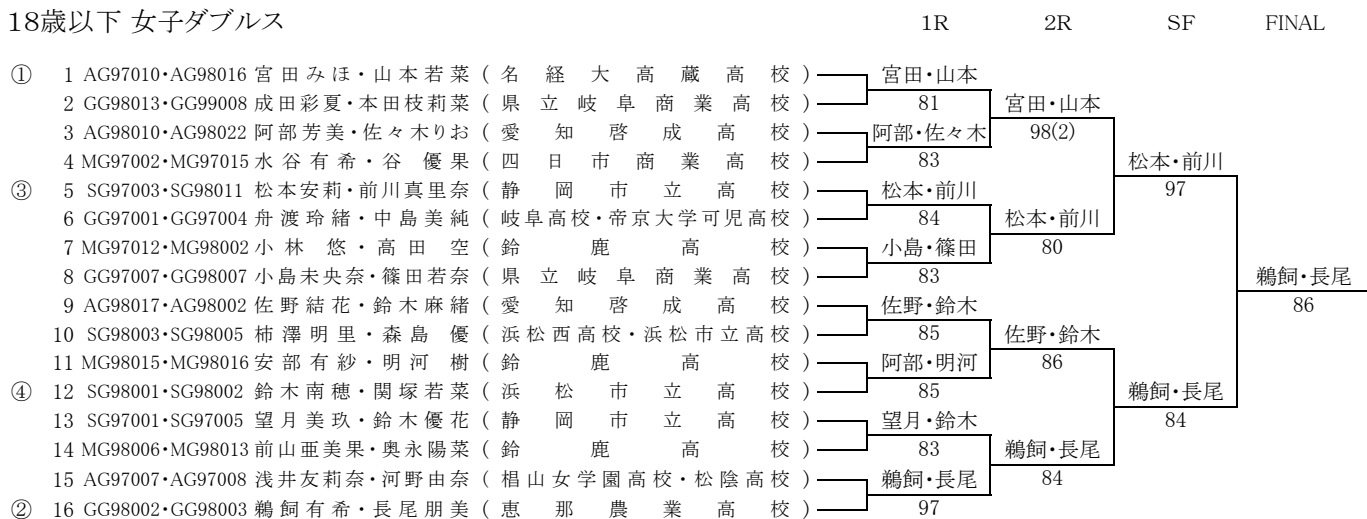 18歳以下 女子ダブルス 1R 2R SF FINAL
① 1 AG97010・AG98016 宮田みほ・山本若菜 ( 名経大高蔵高校 ) 宮田・山本
2 GG98013・GG99008 成田彩夏・本田枝莉菜 ( 県立岐阜商業高校 ) 81 宮田・山本
3 AG98010・AG98022 阿部芳美・佐々木りお ( 愛知啓成高校 ) 阿部・佐々木 98(2)
4 MG97002・MG97015 水谷有希・谷 優果 ( 四日市商業高校 ) 83 松本・前川
③ 5 SG97003・SG98011 松本安莉・前川真里奈 ( 静岡市立高校 ) 松本・前川 97
6 GG97001・GG97004 舟渡玲緒・中島美純 ( 岐阜高校・帝京大学可児高校 ) 84 松本・前川
7 MG97012・MG98002 小林 悠・高田 空 ( 鈴鹿高校 ) 小島・篠田 80
8 GG97007・GG98007 小島未央奈・篠田若奈 ( 県立岐阜商業高校 ) 83 鵜飼・長尾
9 AG98017・AG98002 佐野結花・鈴木麻緒 ( 愛知啓成高校 ) 佐野・鈴木 86
10 SG98003・SG98005 柿澤明里・森島 優 ( 浜松西高校・浜松市立高校 ) 85 佐野・鈴木
11 MG98015・MG98016 安部有紗・明河 樹 ( 鈴鹿高校 ) 阿部・明河 86
④ 12 SG98001・SG98002 鈴木南穂・関塚若菜 ( 浜松市立高校 ) 85 鵜飼・長尾
13 SG97001・SG97005 望月美玖・鈴木優花 ( 静岡市立高校 ) 望月・鈴木 84
14 MG98006・MG98013 前山亜美果・奥永陽菜 ( 鈴鹿高校 ) 83 鵜飼・長尾
15 AG97007・AG97008 浅井友莉奈・河野由奈 ( 椙山女学園高校・松陰高校 ) 鵜飼・長尾 84
② 16 GG98002・GG98003 鵜飼有希・長尾朋美 ( 恵那農業高校 ) 97